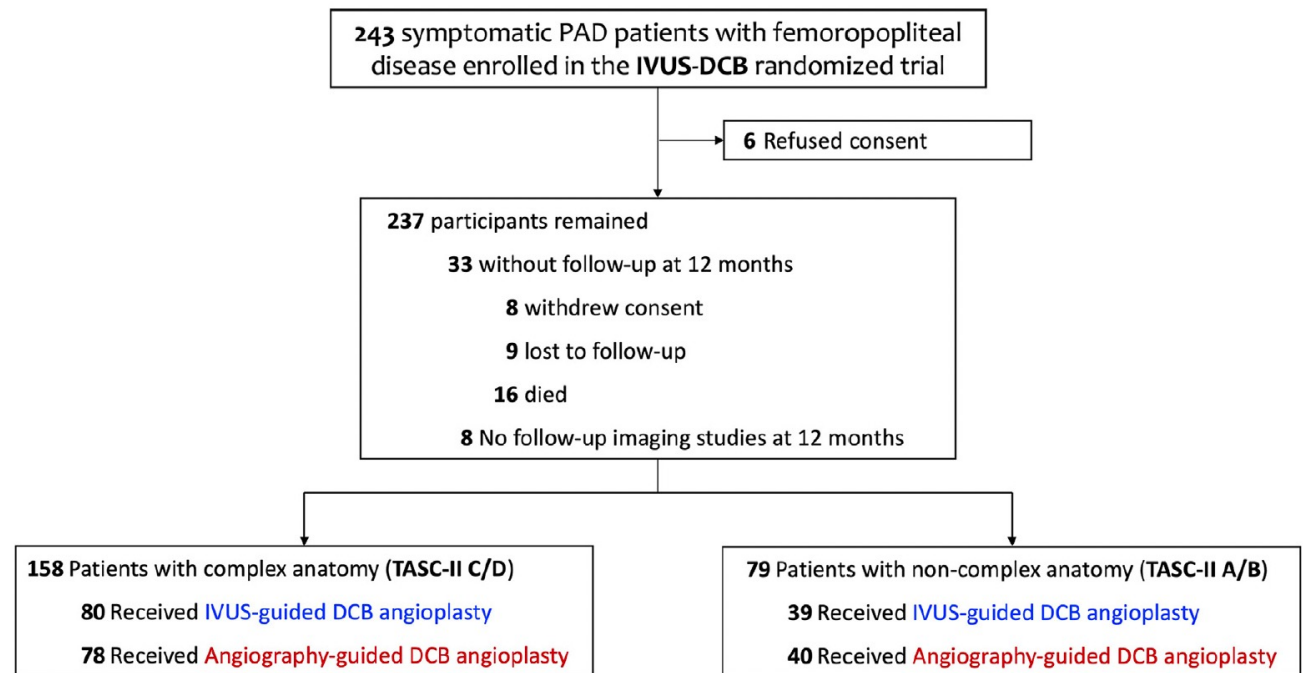 243 symptomatic PAD patients with femoropopliteal
disease enrolled in the IVUS-DCB randomized trial
6 Refused consent
237 participants remained
33 without follow-up at 12 months
8 withdrew consent
9 lost to follow-up
16 died
8 No follow-up imaging studies at 12 months
158 Patients with complex anatomy (TASC-II C/D)
80 Received IVUS-guided DCB angioplasty
78 Received Angiography-guided DCB angioplasty
79 Patients with non-complex anatomy (TASC-II A/B)
39 Received IVUS-guided DCB angioplasty
40 Received Angiography-guided DCB angioplasty